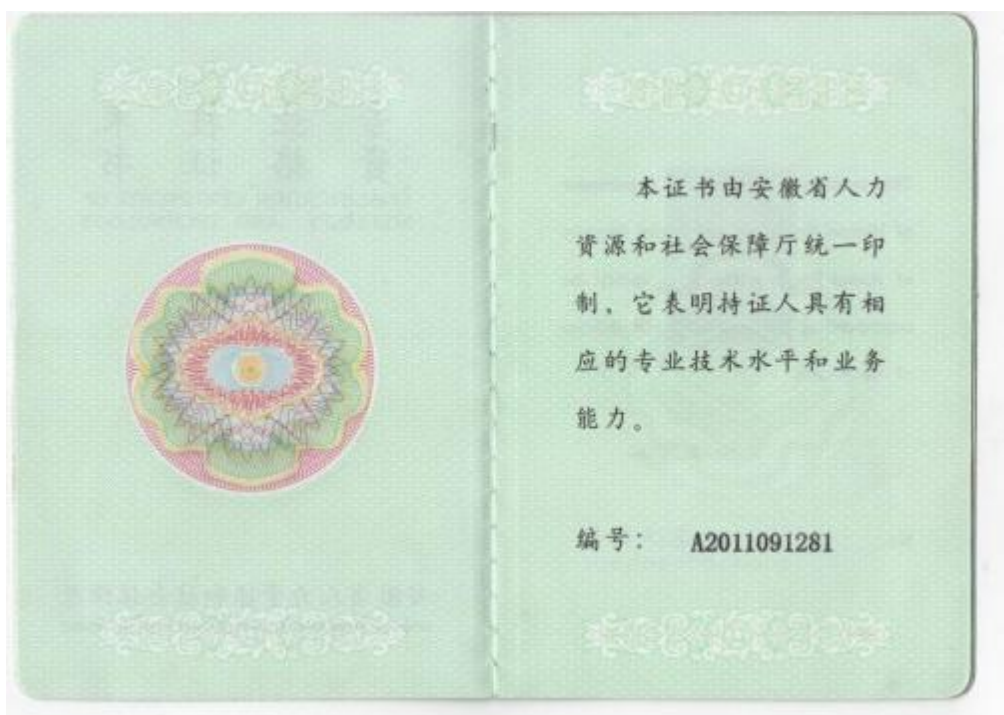 本证书由安徽省人力
资源和社会保障厅统一印
制，它表明持证人具有相
应的专业技术水平和业务
能力。
编号： A2011091281